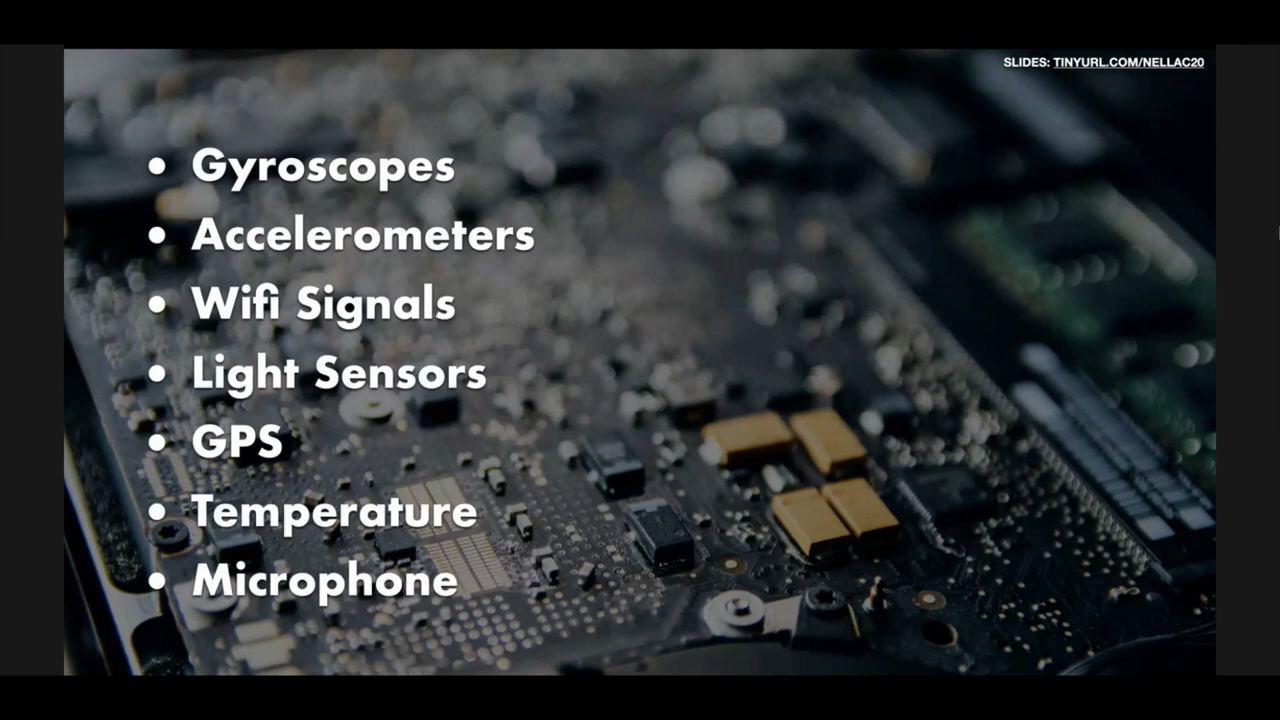 SLIDES: TINYURL.COM/NELLAC20
• Gyroscopes
• Accelerometers
• Wifi Signals
• Light Sensors
• GPS
• Temperature
• Microphone